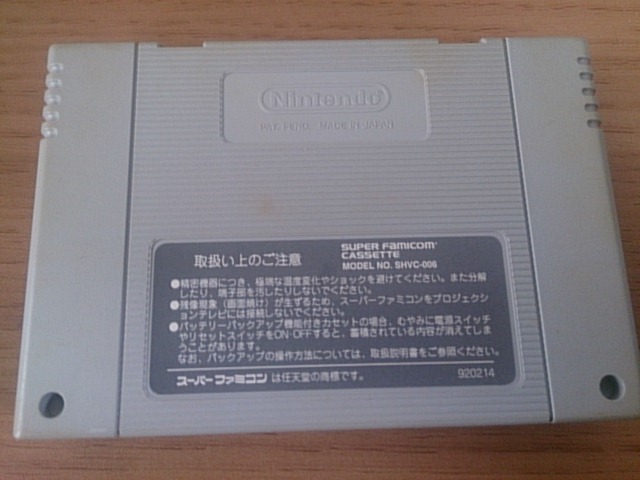 Nintendo
PAT. PEND. MADE IN JAPAN
取扱い上のご注意
SUPER FAMICOM
CASSETTE
MODEL NO. SHVC-006
●精密機器につき、極端な温度変化やショックを避けてください。また分解
したり、端子部を汚したりしないでください。
●残像現象（画面焼け）が生ずるため、スーパーファミコンをプロジェクシ
ョンテレビには接続しないでください。
●バッテリーバックアップ機能付きカセットの場合、むやみに電源スイッチ
やリセットスイッチをON・OFFすると、蓄積されている内容が消えてしま
うことがあります。
なお、バックアップの操作方法については、取扱説明書をご参照ください。
スーパーファミコン は任天堂の商標です。 920214